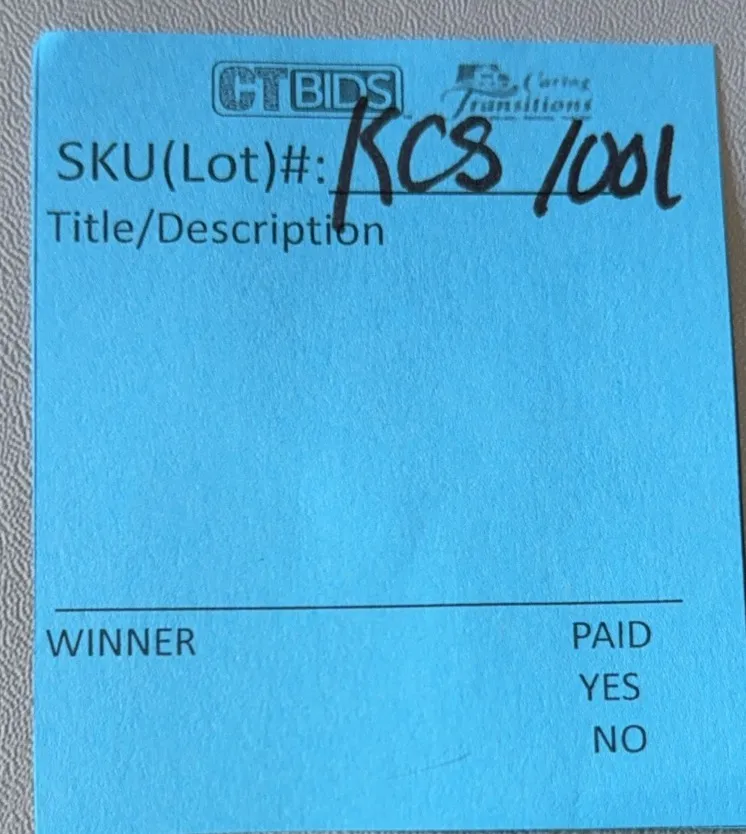 CTBIDS Caring Transitions
SKU(Lot)#: KCS 1001
Title/Description
WINNER PAID
YES
NO